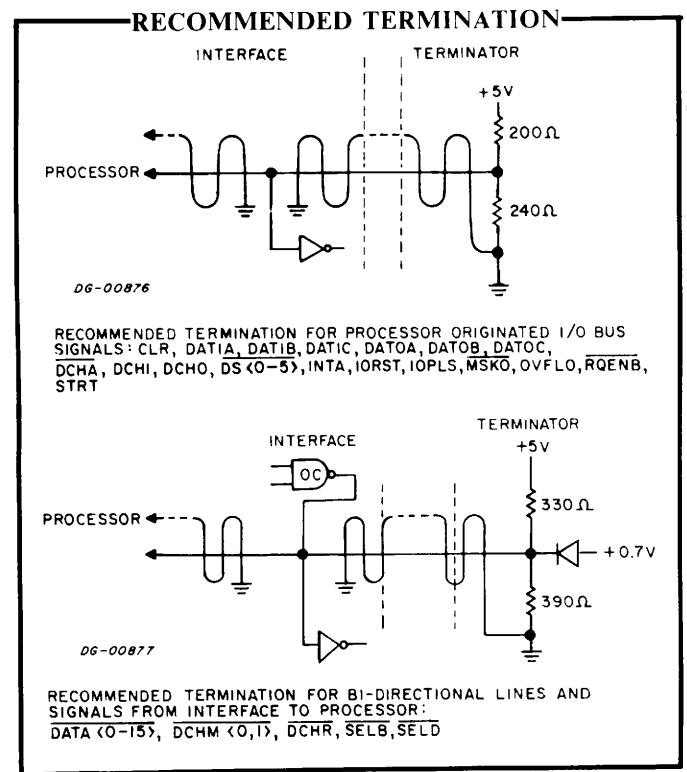 RECOMMENDED TERMINATION
INTERFACE TERMINATOR
+5V
200Ω
PROCESSOR
240Ω
DG-00876
RECOMMENDED TERMINATION FOR PROCESSOR ORIGINATED I/O BUS
SIGNALS: CLR, DATIA, DATIB, DATIC, DATOA, DATOB, DATOC,
DCHA, DCHI, DCHO, DS <0-5>, INTA, IORST, IOPLS, MSKO, OVFLO, RQENB,
STRT
TERMINATOR
INTERFACE
+5V
OC
330Ω
PROCESSOR
+0.7V
390Ω
DG-00877
RECOMMENDED TERMINATION FOR BI-DIRECTIONAL LINES AND
SIGNALS FROM INTERFACE TO PROCESSOR:
DATA <0-15>, DCHM <0,1>, DCHR, SELB, SELD